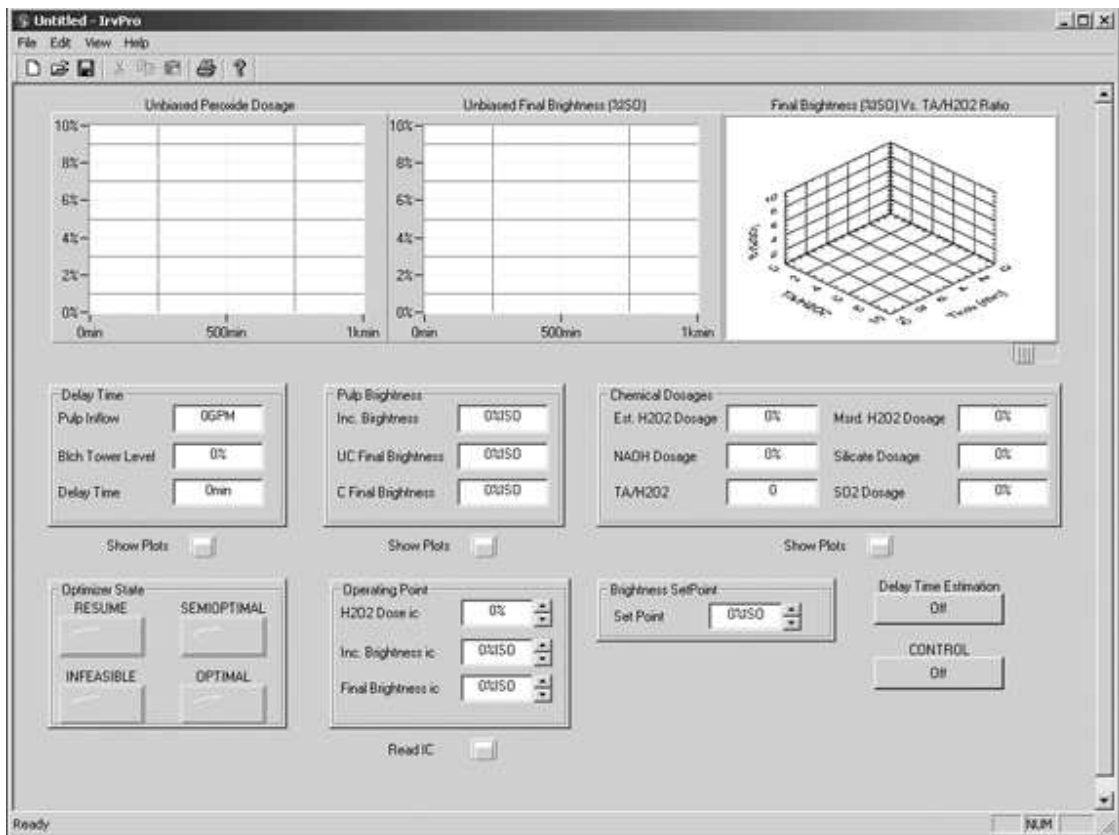 Untitled - IrvPro
File Edit View Help
Unbiased Peroxide Dosage
10%
8%
6%
4%
2%
0%
0min 500min 1kmin
Unbiased Final Brightness (%ISO)
10%
8%
6%
4%
2%
0%
0min 500min 1kmin
Final Brightness (%ISO) Vs. TA/H2O2 Ratio
10
8
6
4
2
0
Delay Time
Pulp Inflow 0GPM
Blch Tower Level 0%
Delay Time 0min
Show Plots
Pulp Brightness
Inc. Brightness 0%ISO
UC Final Brightness 0%ISO
C Final Brightness 0%ISO
Show Plots
Chemical Dosages
Est. H2O2 Dosage 0% Msrd. H2O2 Dosage 0%
NAOH Dosage 0% Silicate Dosage 0%
TA/H2O2 0 SO2 Dosage 0%
Show Plots
Optimizer State
RESUME SEMIOPTIMAL
INFEASIBLE OPTIMAL
Operating Point
H2O2 Dose ic 0%
Inc. Brightness ic 0%ISO
Final Brightness ic 0%ISO
Read IC
Brightness SetPoint
Set Point 0%ISO
Delay Time Estimation
Off
CONTROL
Off
Ready NUM